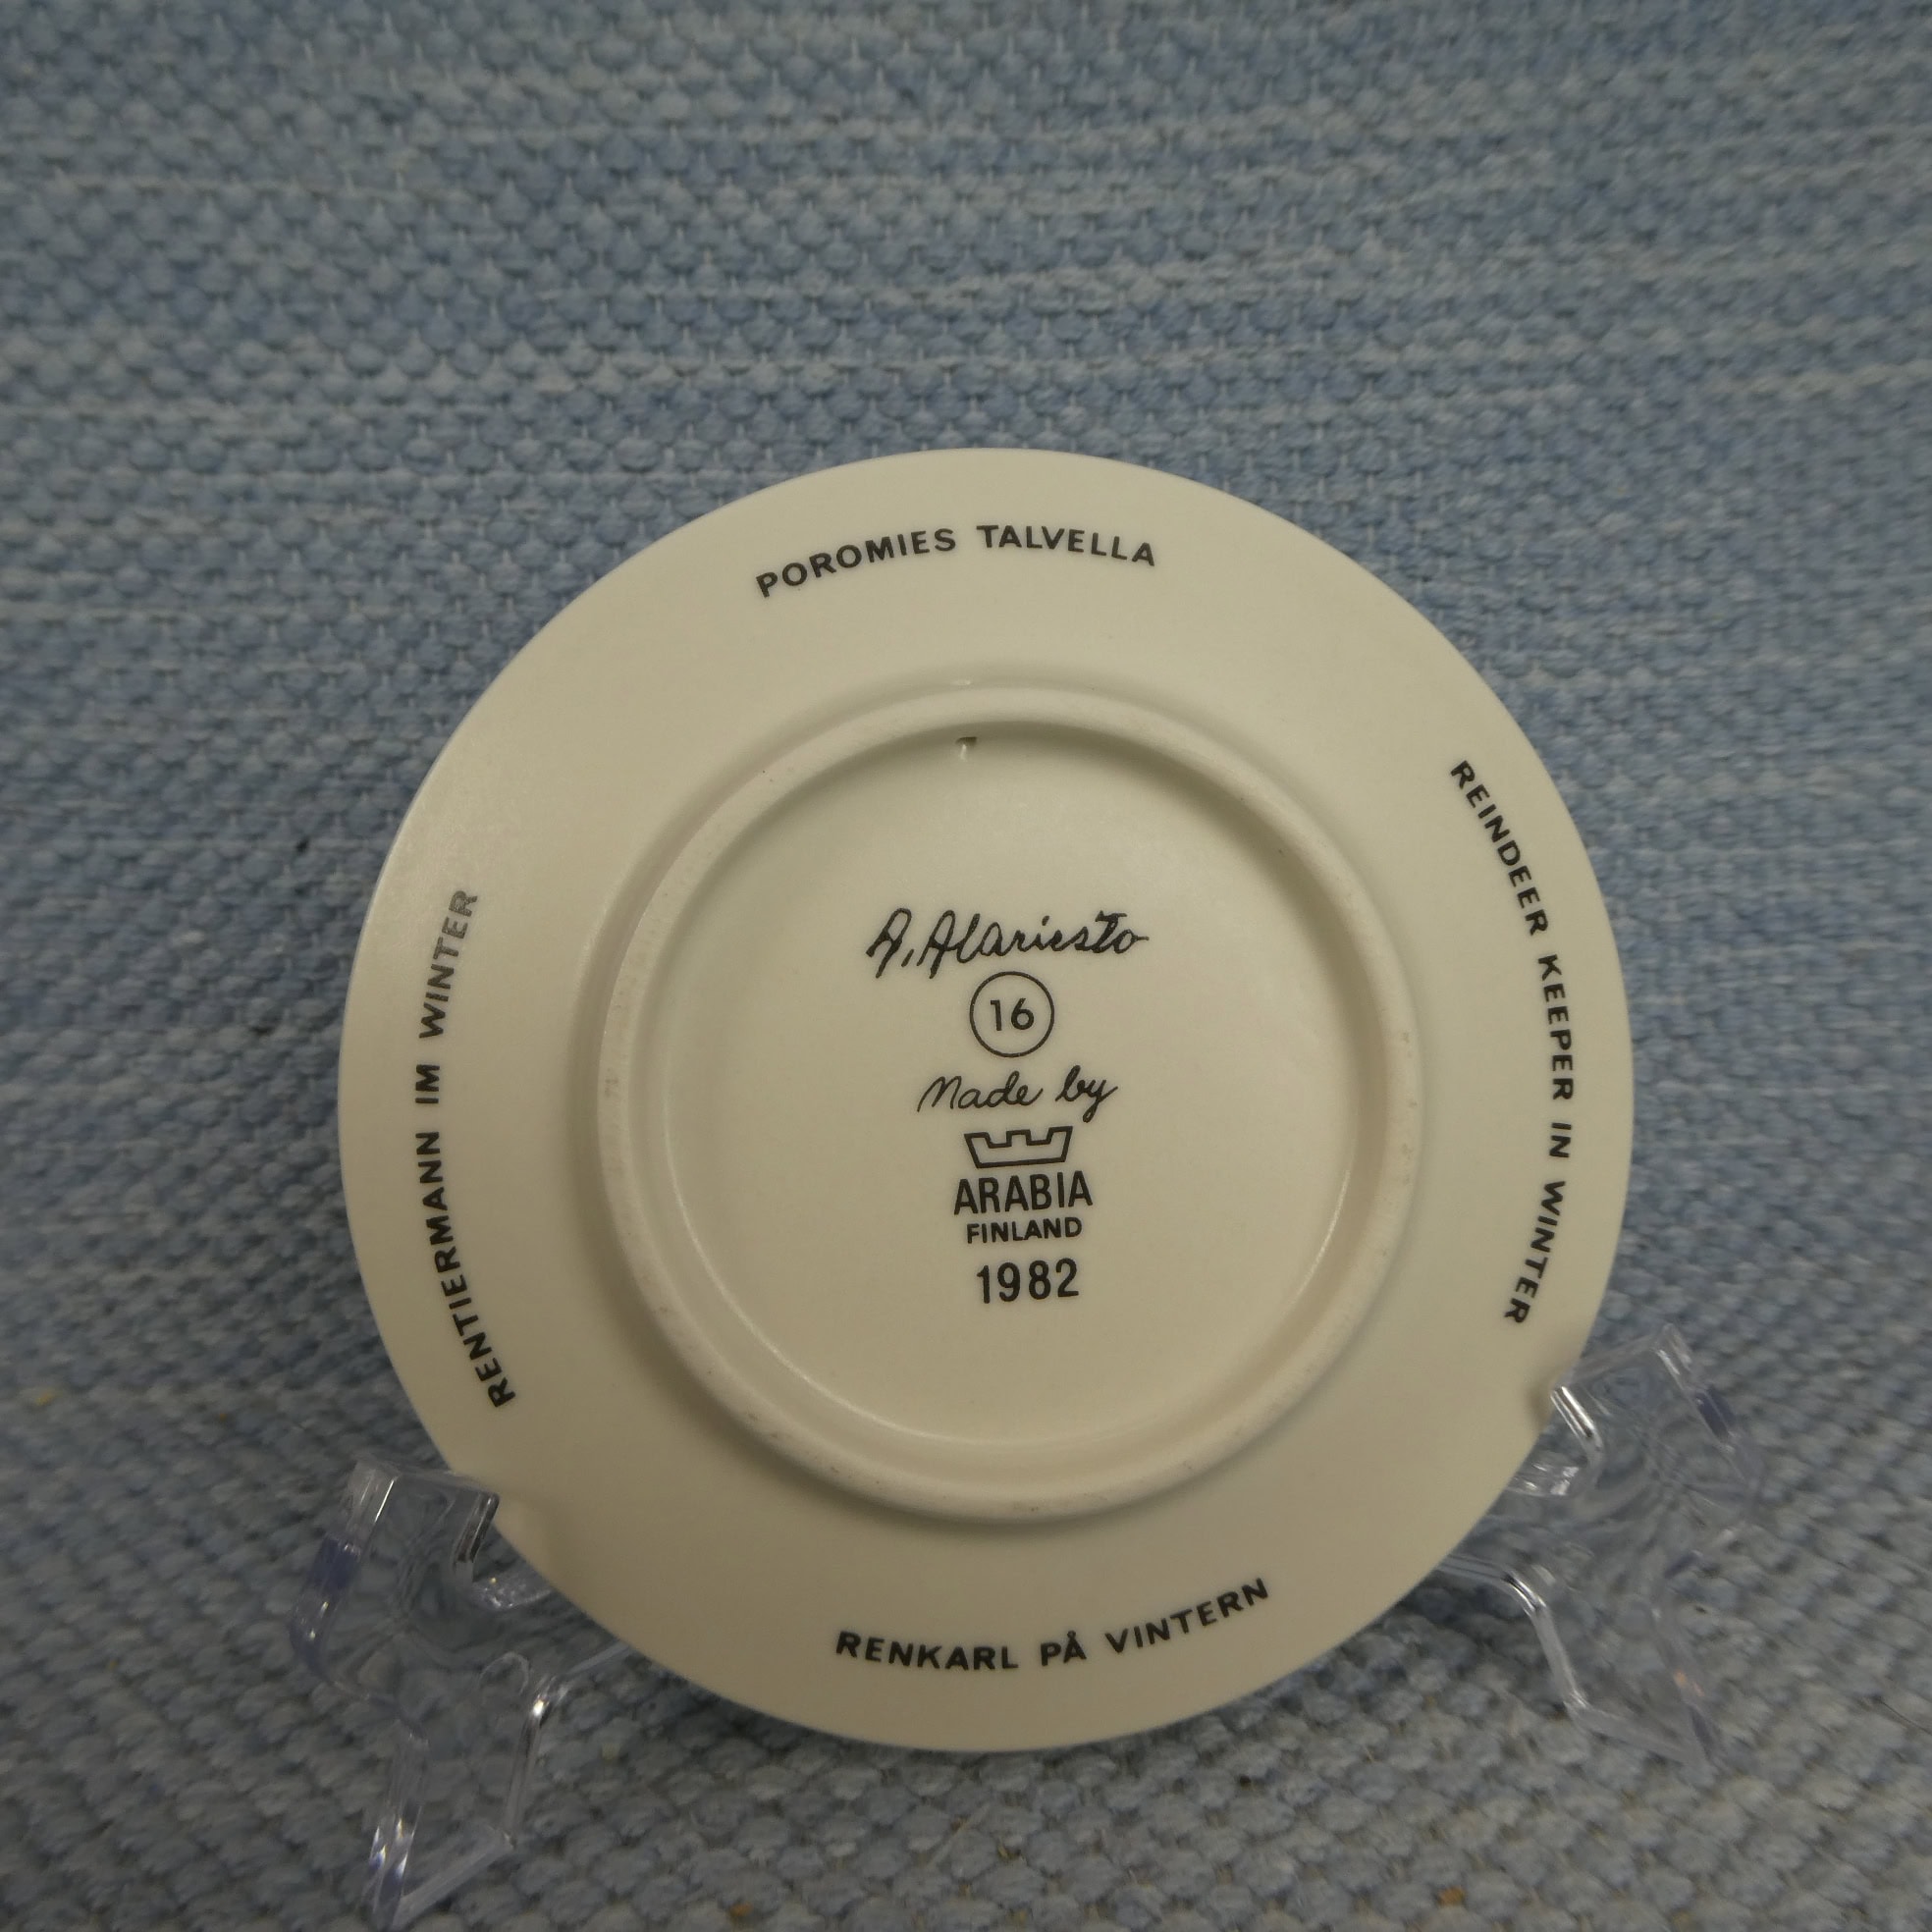 POROMIES TALVELLA
REINDEER KEEPER IN WINTER
RENKARL PÅ VINTERN
RENTIERMANN IM WINTER
A. Alariesto
16
Made by
ARABIA
FINLAND
1982